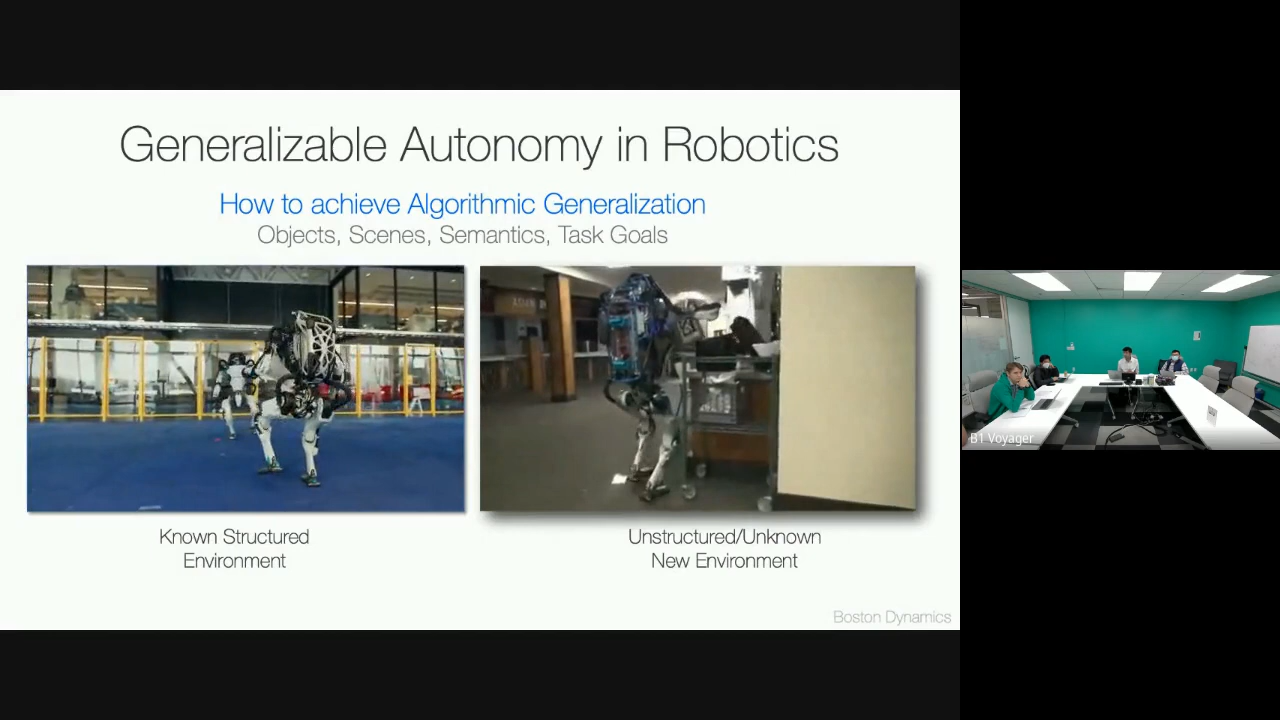 Generalizable Autonomy in Robotics
How to achieve Algorithmic Generalization
Objects, Scenes, Semantics, Task Goals
Known Structured
Environment
Unstructured/Unknown
New Environment
Boston Dynamics
B1 Voyager